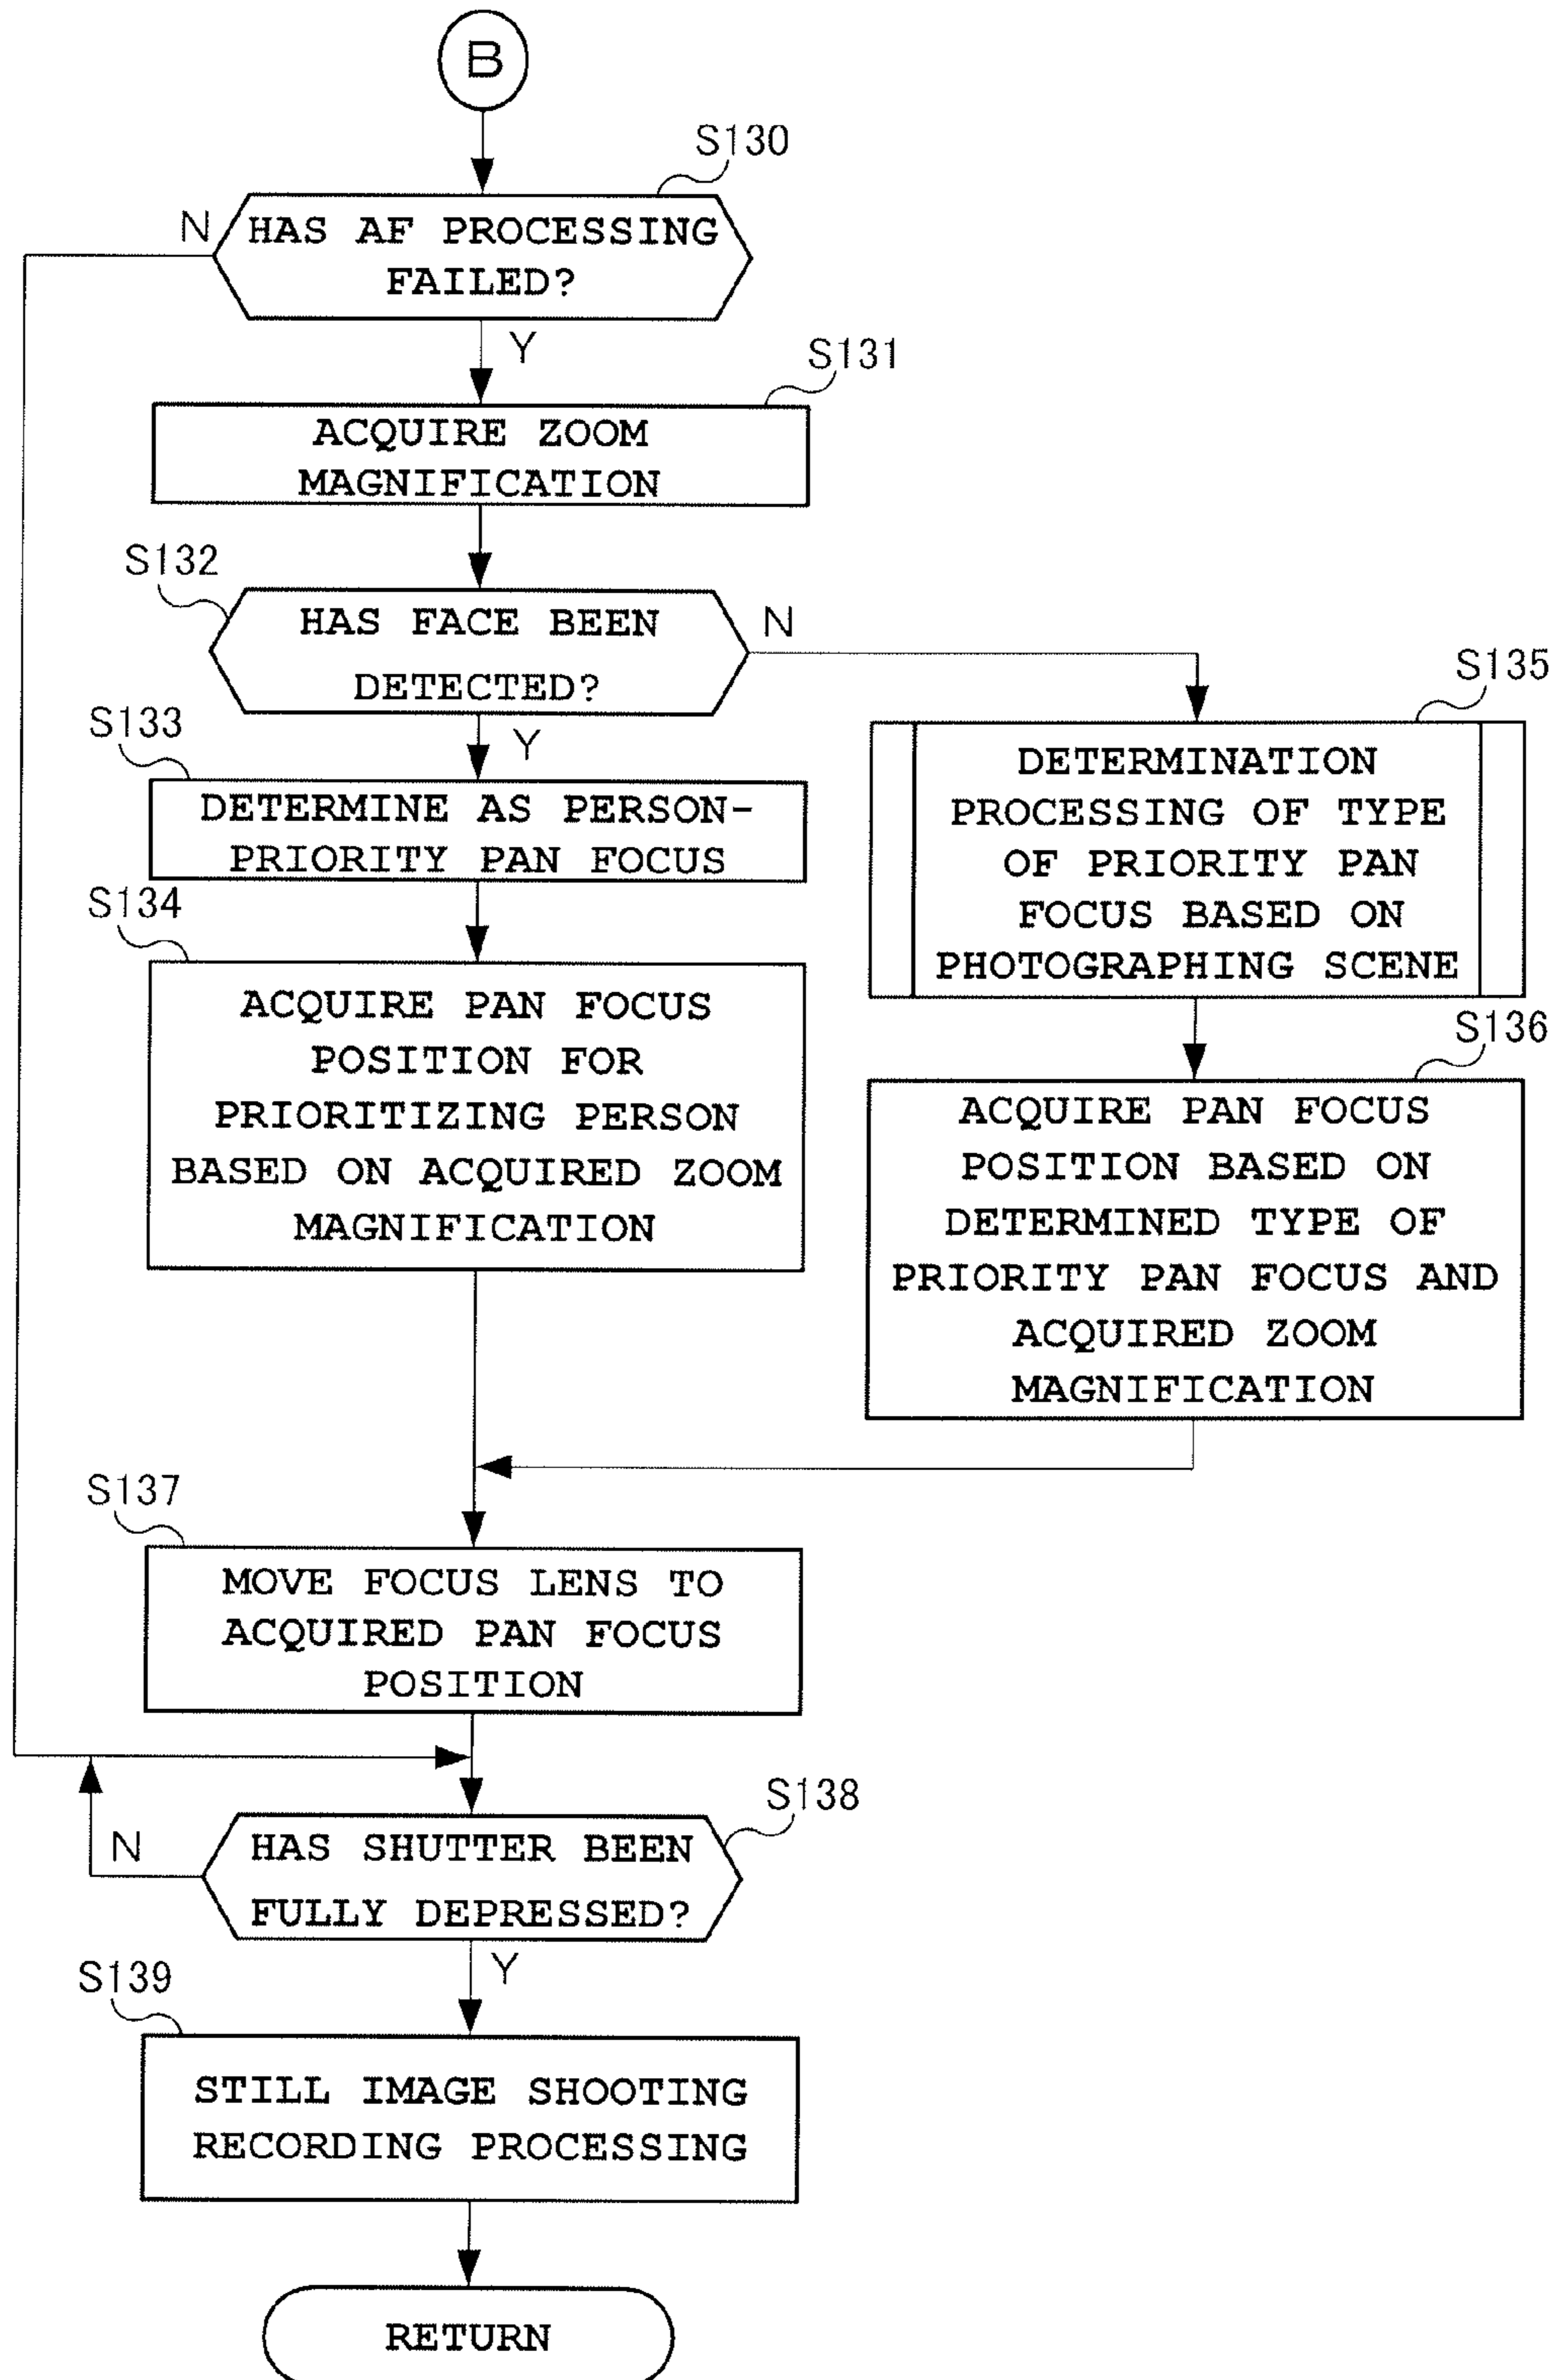 B
S130
N
HAS AF PROCESSING
FAILED?
Y
S131
ACQUIRE ZOOM
MAGNIFICATION
S132
HAS FACE BEEN
DETECTED?
N
Y
S133
DETERMINE AS PERSON-
PRIORITY PAN FOCUS
S134
ACQUIRE PAN FOCUS
POSITION FOR
PRIORITIZING PERSON
BASED ON ACQUIRED ZOOM
MAGNIFICATION
S135
DETERMINATION
PROCESSING OF TYPE
OF PRIORITY PAN
FOCUS BASED ON
PHOTOGRAPHING SCENE
S136
ACQUIRE PAN FOCUS
POSITION BASED ON
DETERMINED TYPE OF
PRIORITY PAN FOCUS AND
ACQUIRED ZOOM
MAGNIFICATION
S137
MOVE FOCUS LENS TO
ACQUIRED PAN FOCUS
POSITION
S138
N
HAS SHUTTER BEEN
FULLY DEPRESSED?
Y
S139
STILL IMAGE SHOOTING
RECORDING PROCESSING
RETURN